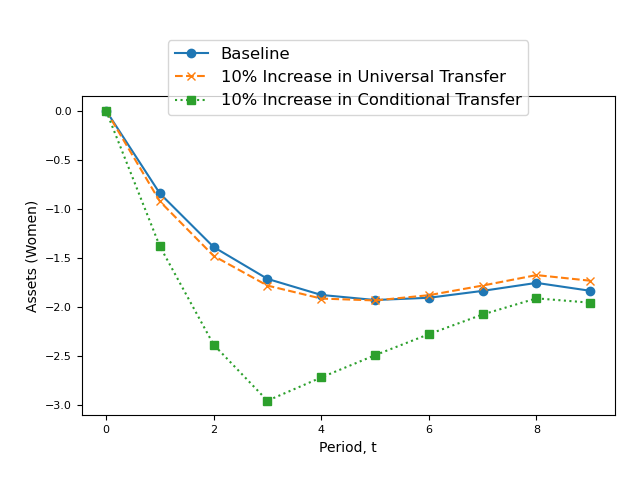 Baseline
10% Increase in Universal Transfer
10% Increase in Conditional Transfer
0.0
−0.5
−1.0
−1.5
−2.0
−2.5
−3.0
Assets (Women)
0 2 4 6 8
Period, t